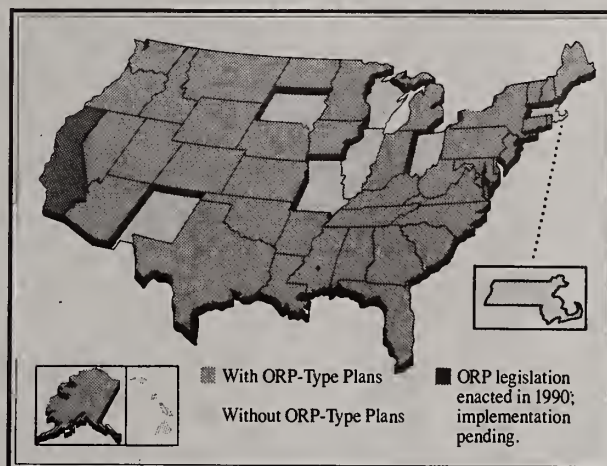 With ORP-Type Plans
Without ORP-Type Plans
ORP legislation
enacted in 1990;
implementation
pending.